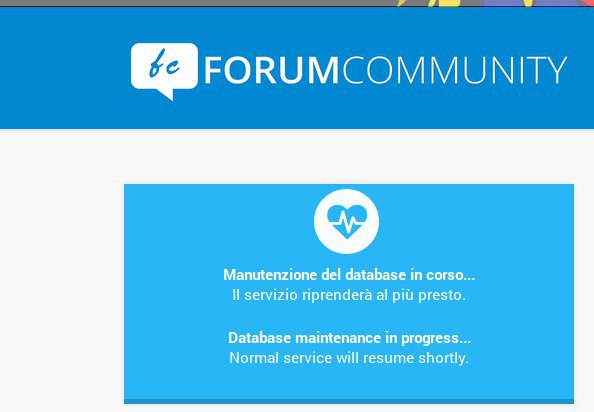 fc FORUMCOMMUNITY
Manutenzione del database in corso...
Il servizio riprenderà al più presto.
Database maintenance in progress...
Normal service will resume shortly.